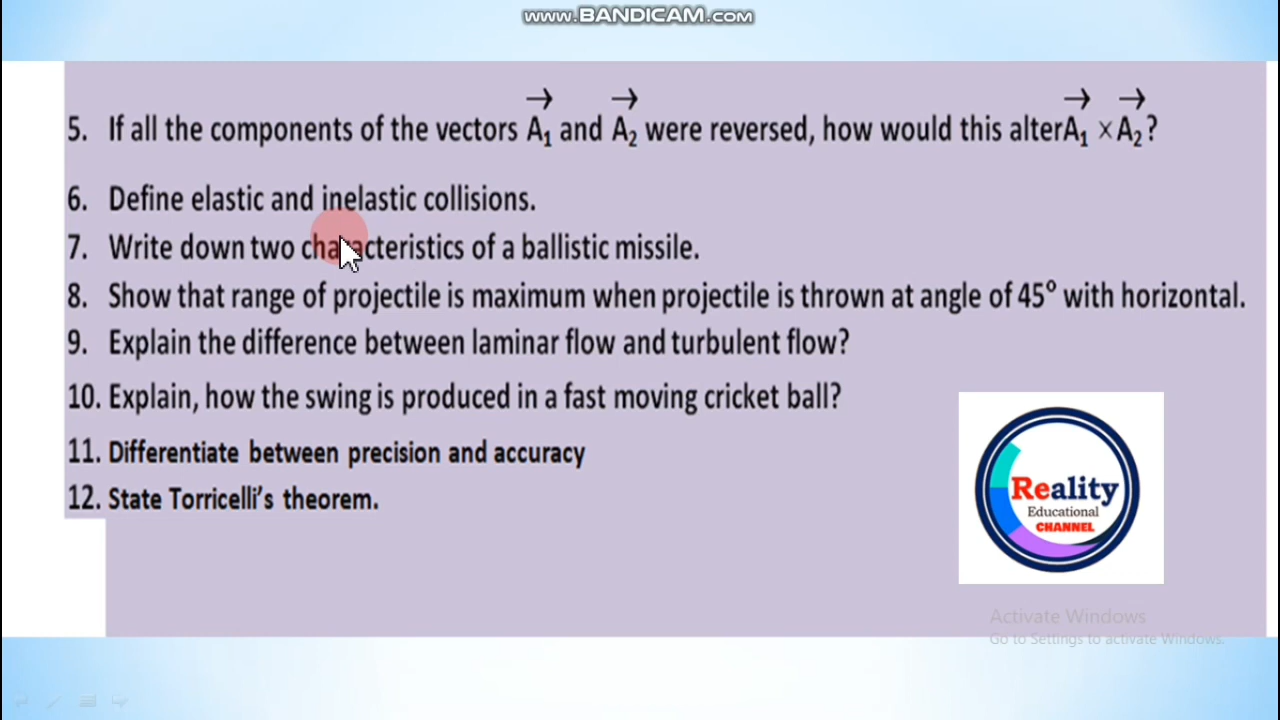 www.BANDICAM.com
5. If all the components of the vectors A₁ and A₂ were reversed, how would this alterA₁ ×A₂?
6. Define elastic and inelastic collisions.
7. Write down two characteristics of a ballistic missile.
8. Show that range of projectile is maximum when projectile is thrown at angle of 45° with horizontal.
9. Explain the difference between laminar flow and turbulent flow?
10. Explain, how the swing is produced in a fast moving cricket ball?
11. Differentiate between precision and accuracy
12. State Torricelli's theorem.
Reality
Educational
CHANNEL
Activate Windows
Go to Settings to activate Windows.